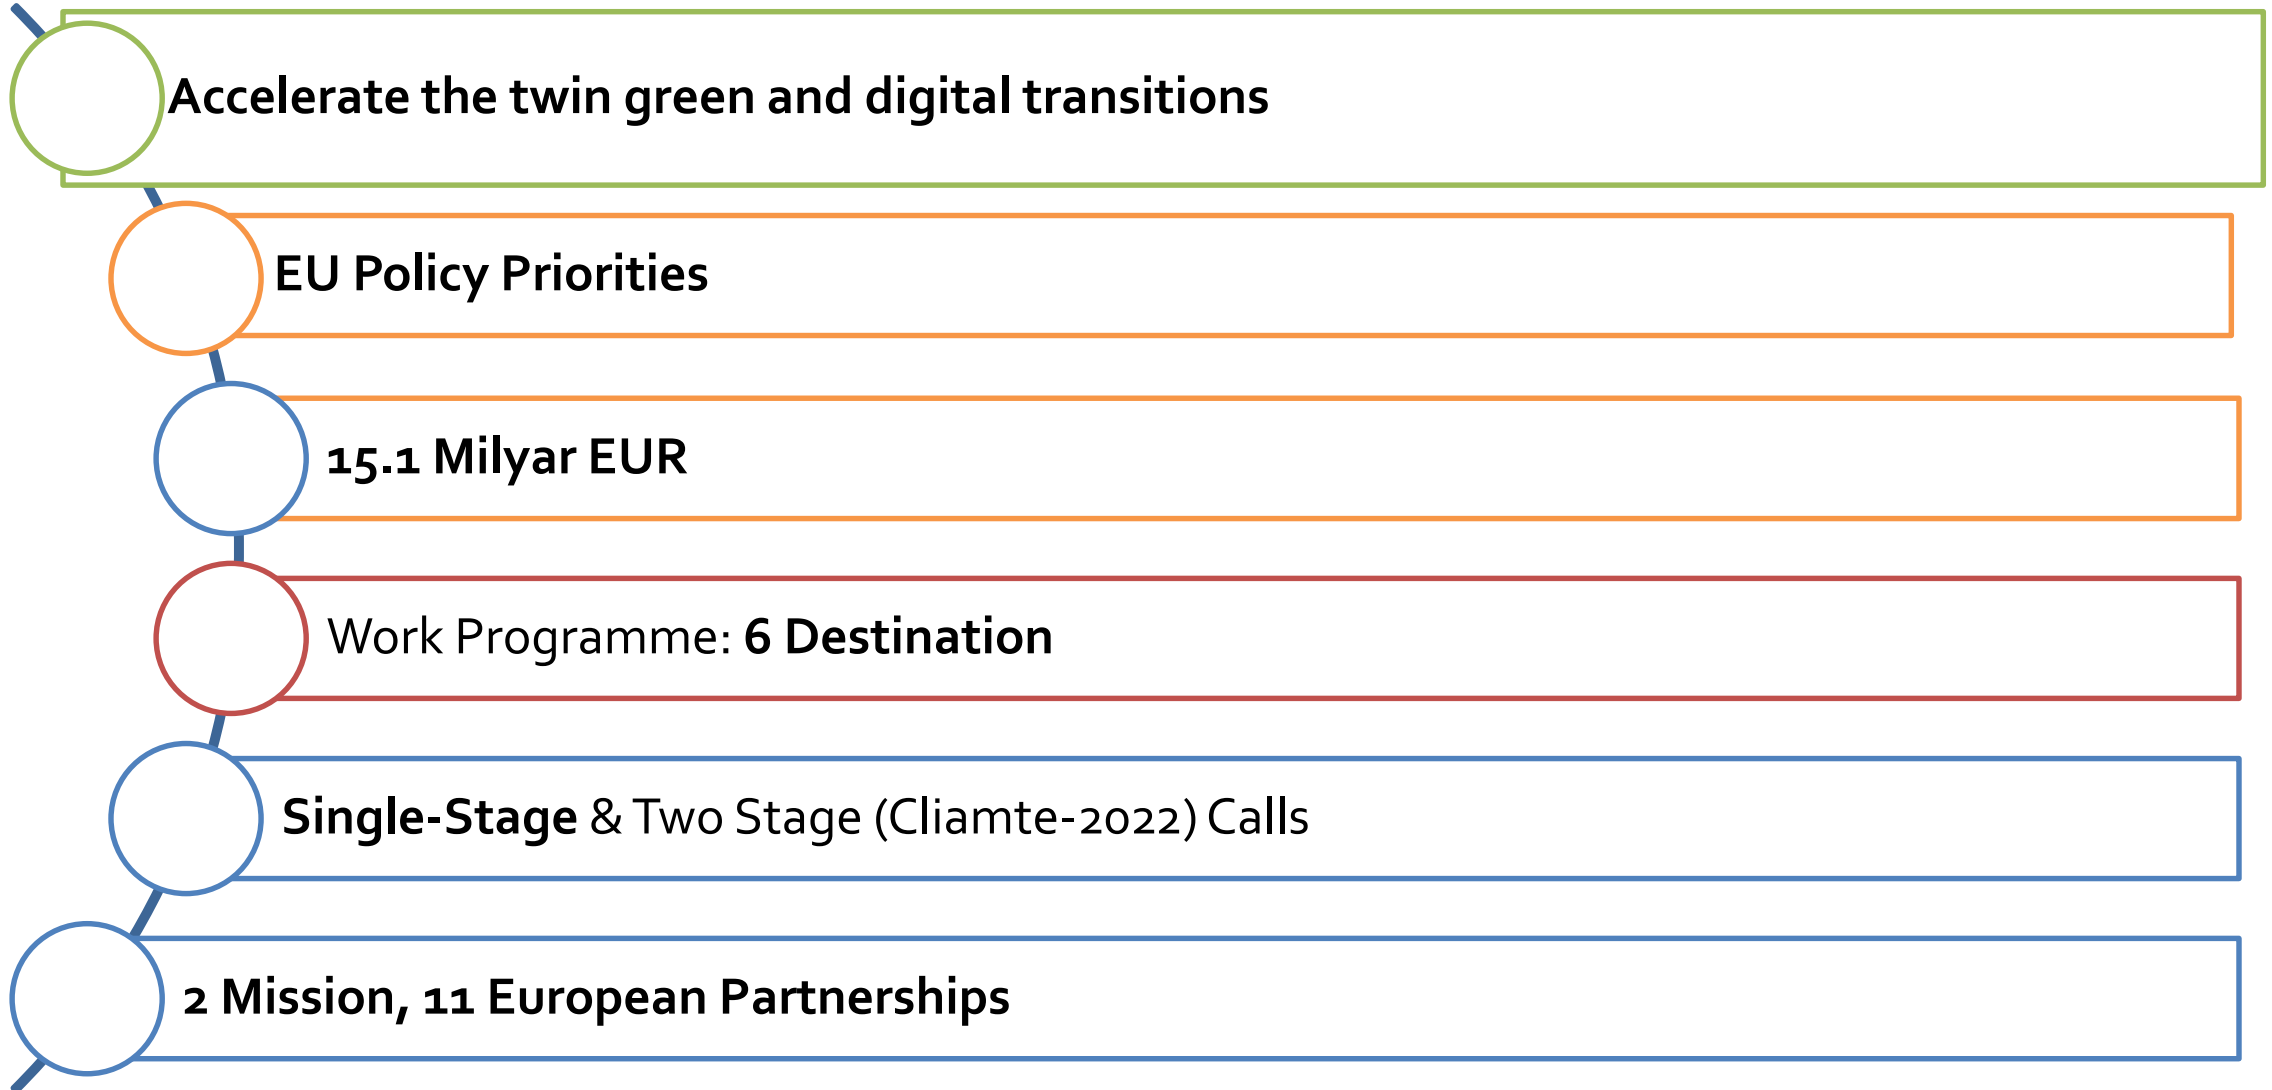 Accelerate the twin green and digital transitions
EU Policy Priorities
15.1 Milyar EUR
Work Programme: 6 Destination
Single-Stage & Two Stage (Cliamte-2022) Calls
2 Mission, 11 European Partnerships